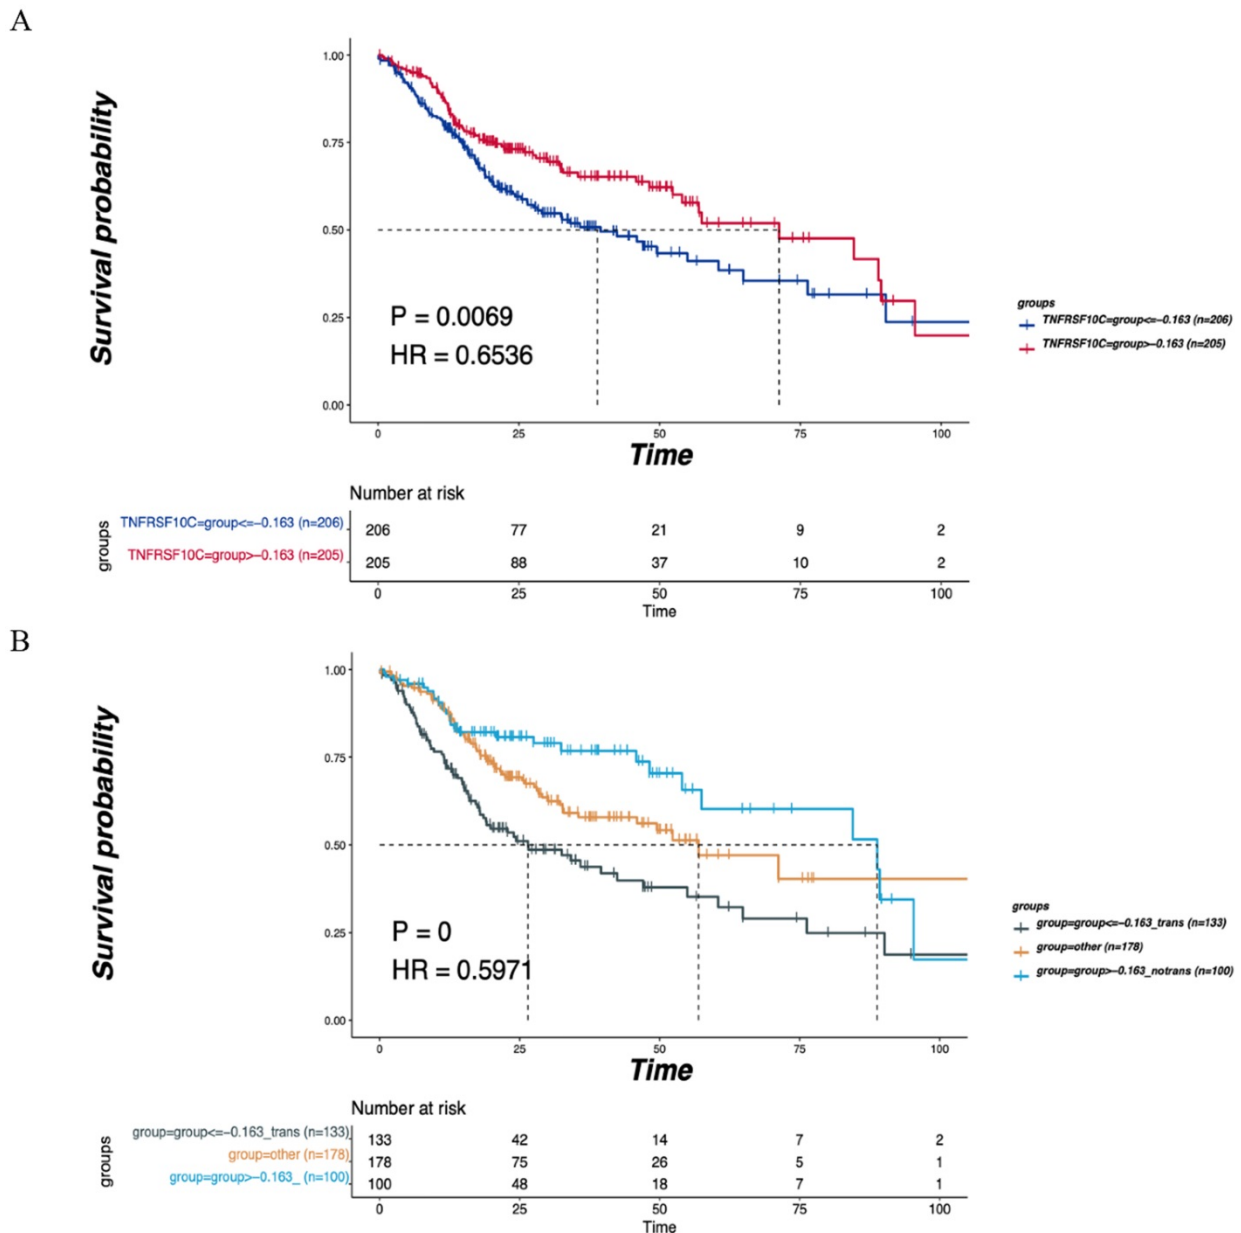 A
Survival probability
1.00
0.75
0.50
0.25
0.00
P = 0.0069
HR = 0.6536
0 25 50 75 100
Time
groups
TNFRSF10C=group<=−0.163 (n=206)
TNFRSF10C=group>−0.163 (n=205)
Number at risk
groups
TNFRSF10C=group<=−0.163 (n=206) 206 77 21 9 2
TNFRSF10C=group>−0.163 (n=205) 205 88 37 10 2
0 25 50 75 100
Time
B
Survival probability
1.00
0.75
0.50
0.25
0.00
P = 0
HR = 0.5971
0 25 50 75 100
Time
groups
group=group<=−0.163_trans (n=133)
group=other (n=178)
group=group>−0.163_notrans (n=100)
Number at risk
groups
group=group<=−0.163_trans (n=133) 133 42 14 7 2
group=other (n=178) 178 75 26 5 1
group=group>−0.163_ (n=100) 100 48 18 7 1
0 25 50 75 100
Time